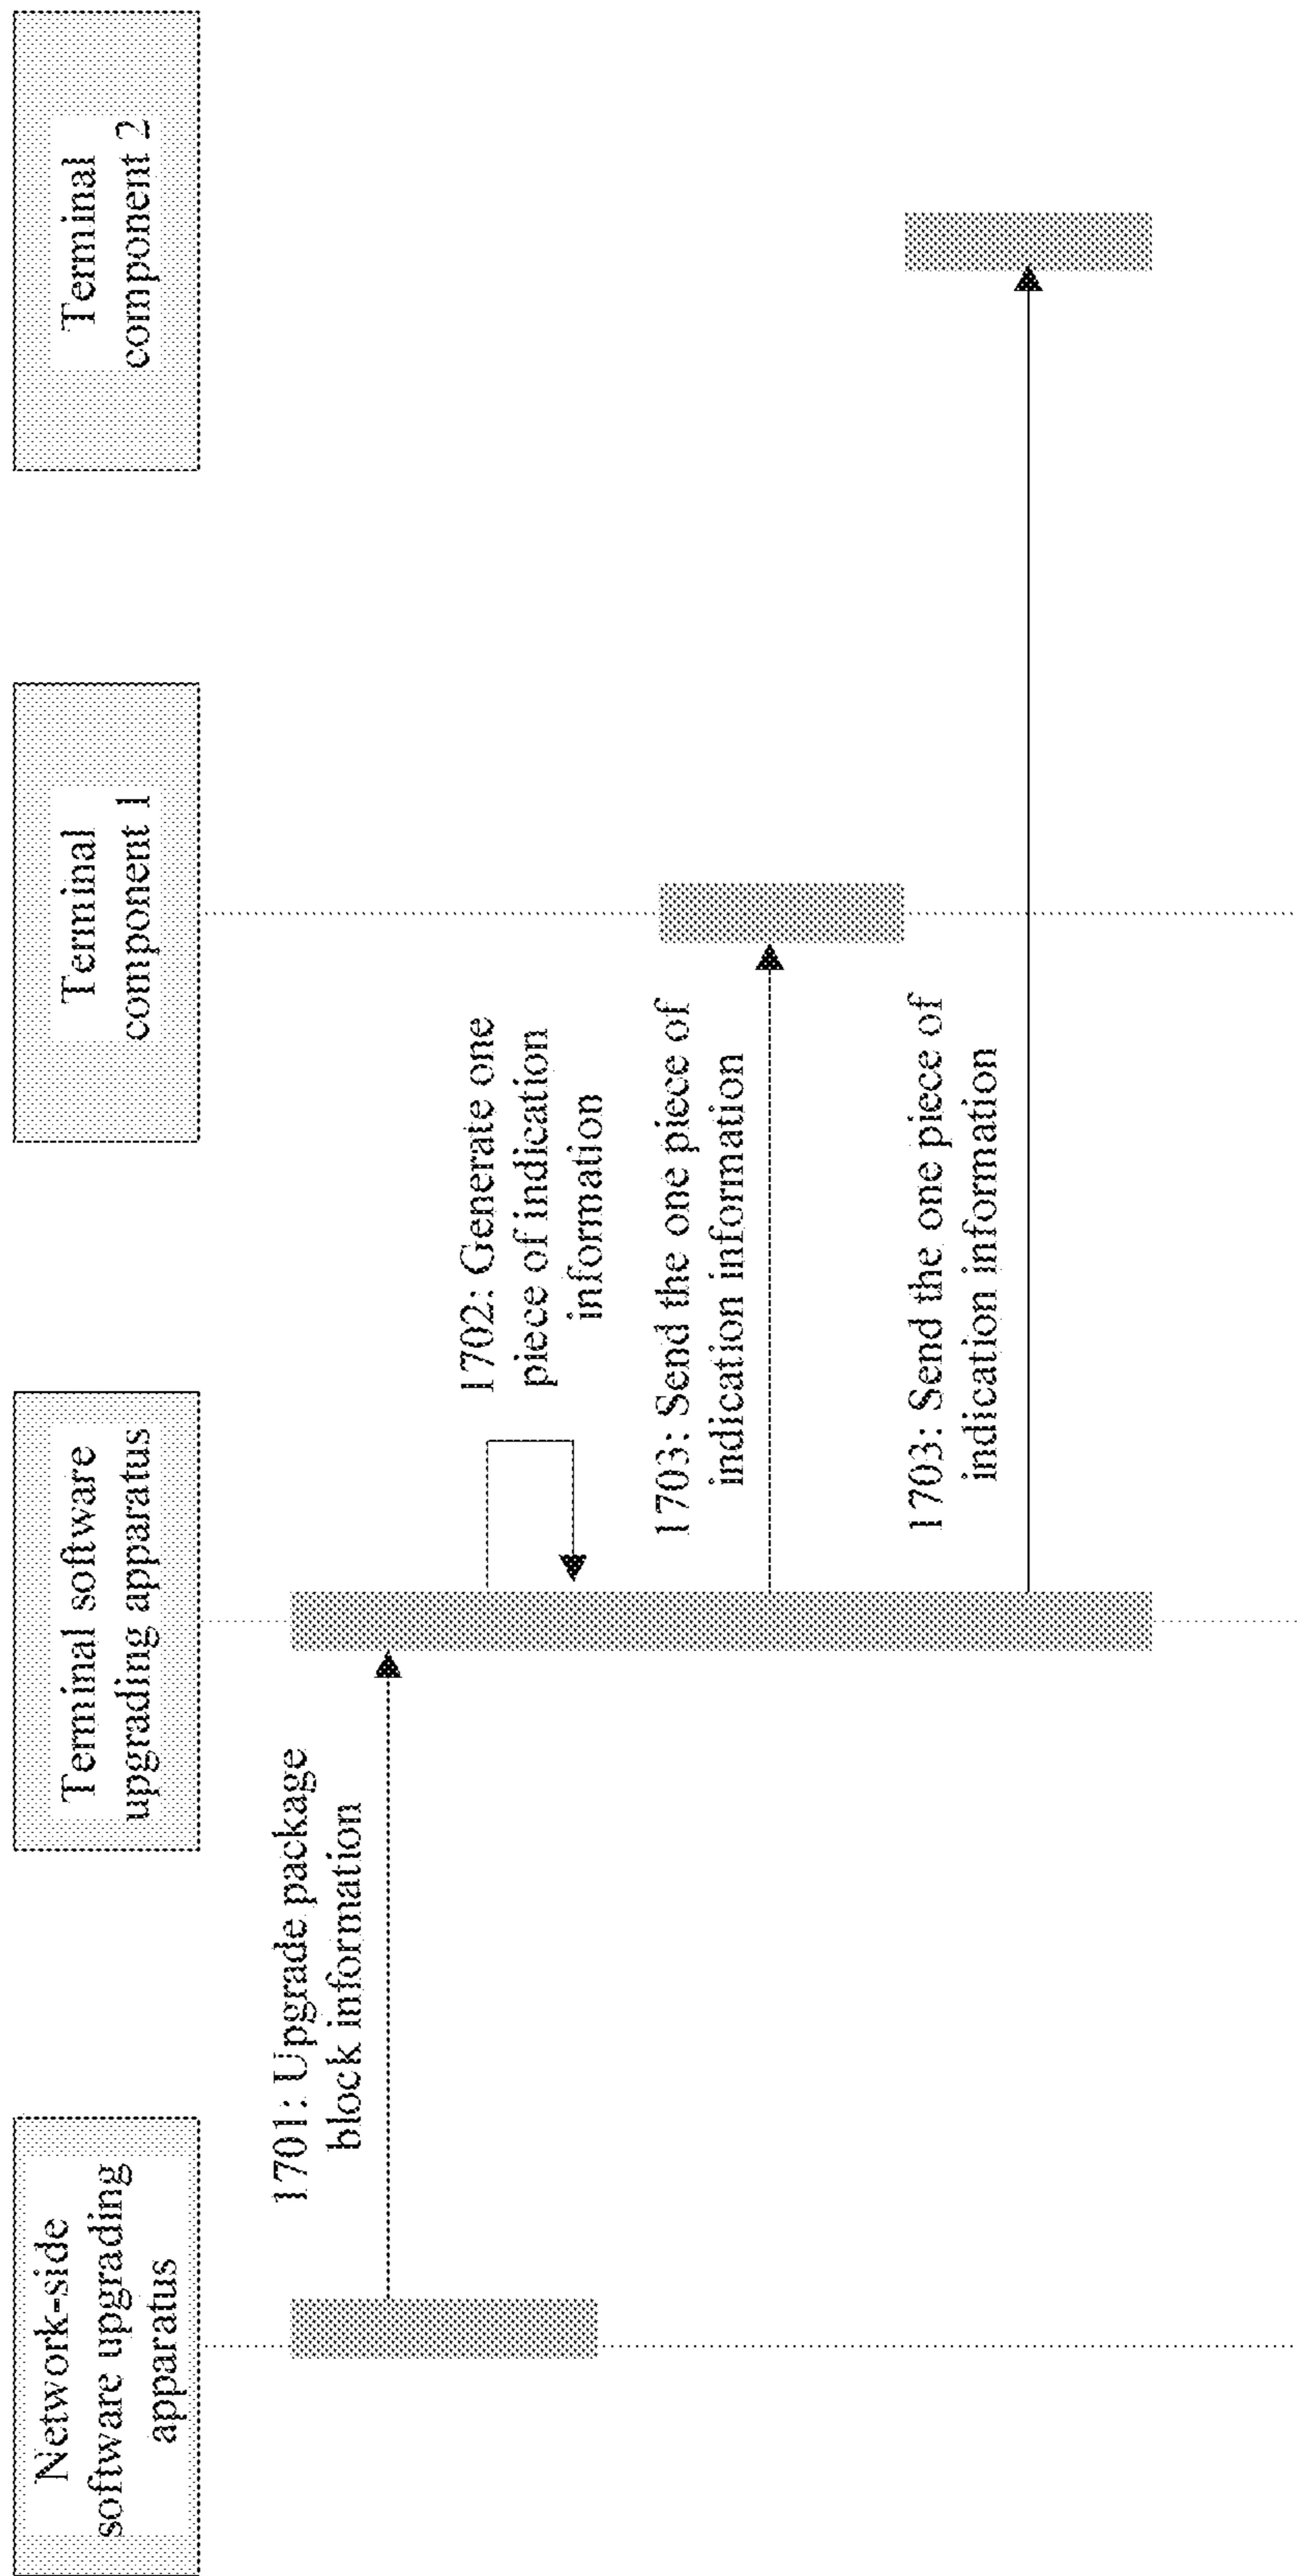 Network-side
software upgrading
apparatus
Terminal software
upgrading apparatus
Terminal
component 1
Terminal
component 2
1701: Upgrade package
block information
1702: Generate one
piece of indication
information
1703: Send the one piece of
indication information
1703: Send the one piece of
indication information